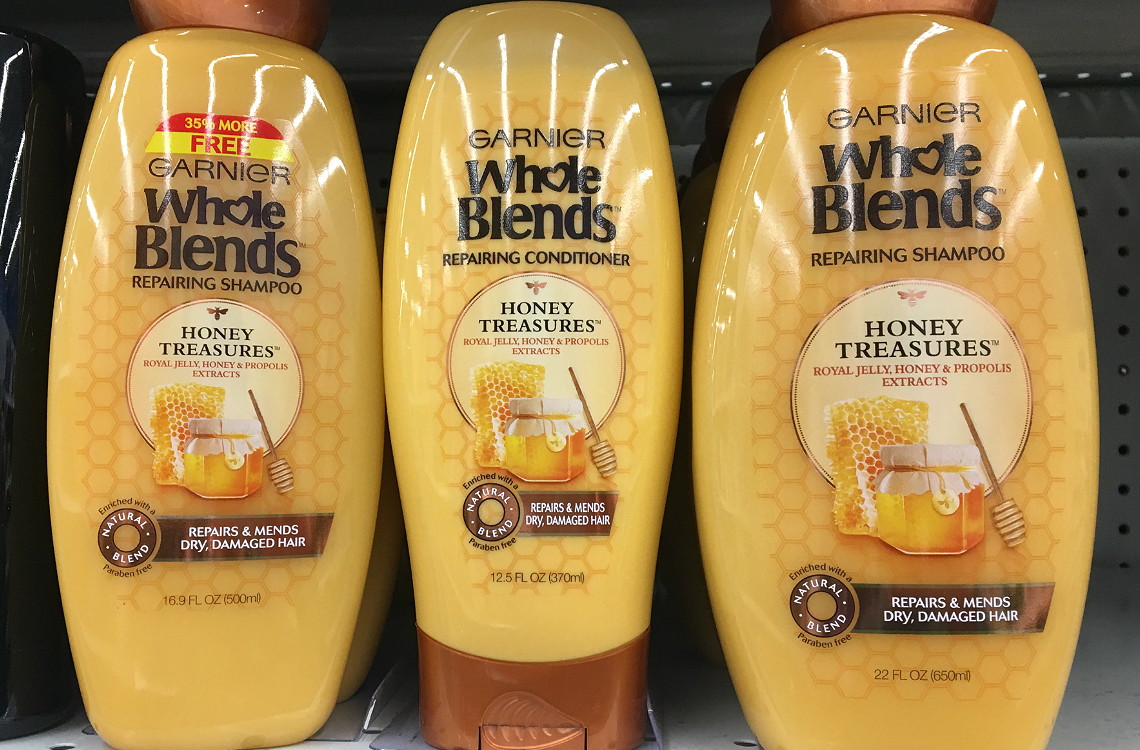 35% MORE
FREE
GARNIER
Whole
Blends™
REPAIRING SHAMPOO
HONEY
TREASURES™
ROYAL JELLY, HONEY & PROPOLIS
EXTRACTS
Enriched with a
NATURAL
BLEND
Paraben free
REPAIRS & MENDS
DRY, DAMAGED HAIR
16.9 FL OZ (500ml)
GARNIER
Whole
Blends™
REPAIRING CONDITIONER
HONEY
TREASURES™
ROYAL JELLY, HONEY & PROPOLIS
EXTRACTS
Enriched with a
NATURAL
BLEND
Paraben free
REPAIRS & MENDS
DRY, DAMAGED HAIR
12.5 FL OZ (370ml)
GARNIER
Whole
Blends™
REPAIRING SHAMPOO
HONEY
TREASURES™
ROYAL JELLY, HONEY & PROPOLIS
EXTRACTS
Enriched with a
NATURAL
BLEND
Paraben free
REPAIRS & MENDS
DRY, DAMAGED HAIR
22 FL OZ (650ml)